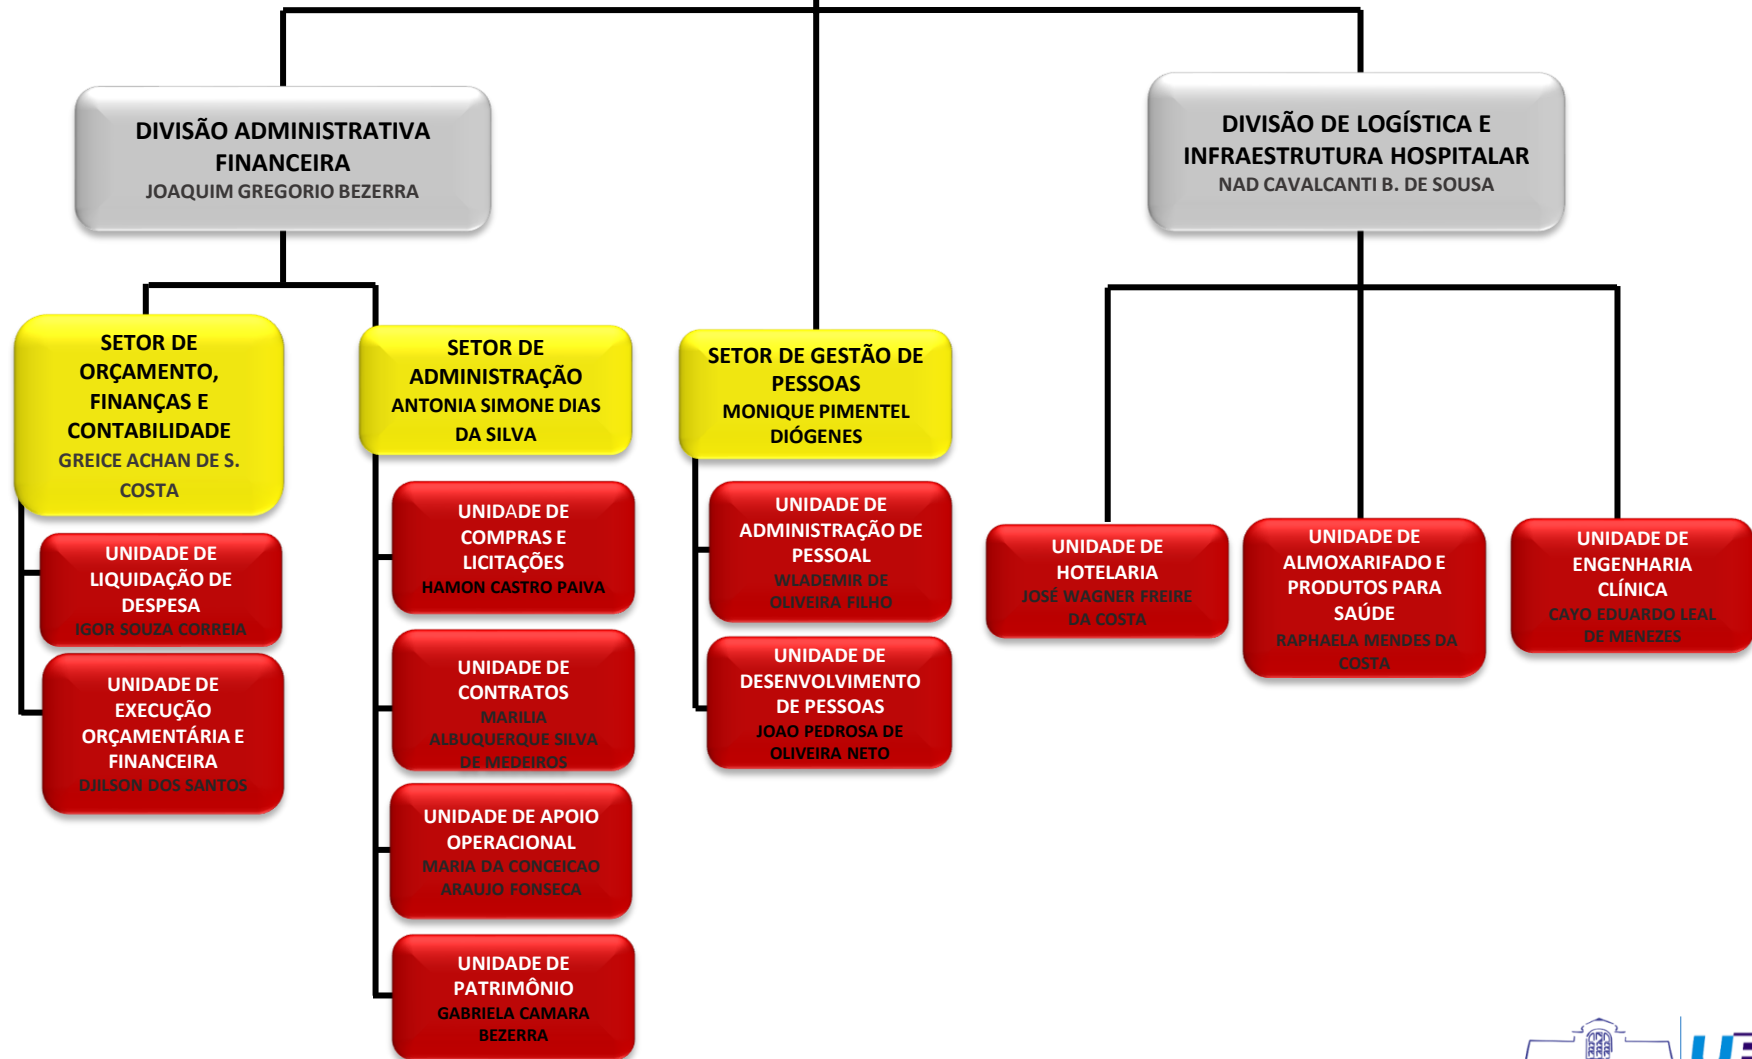 DIVISÃO ADMINISTRATIVA
FINANCEIRA
JOAQUIM GREGORIO BEZERRA
DIVISÃO DE LOGÍSTICA E
INFRAESTRUTURA HOSPITALAR
NAD CAVALCANTI B. DE SOUSA
SETOR DE
ORÇAMENTO,
FINANÇAS E
CONTABILIDADE
GREICE ACHAN DE S.
COSTA
UNIDADE DE
LIQUIDAÇÃO DE
DESPESA
IGOR SOUZA CORREIA
UNIDADE DE
EXECUÇÃO
ORÇAMENTÁRIA E
FINANCEIRA
DJILSON DOS SANTOS
SETOR DE
ADMINISTRAÇÃO
ANTONIA SIMONE DIAS
DA SILVA
UNIDADE DE
COMPRAS E
LICITAÇÕES
HAMON CASTRO PAIVA
UNIDADE DE
CONTRATOS
MARILIA
ALBUQUERQUE SILVA
DE MEDEIROS
UNIDADE DE APOIO
OPERACIONAL
MARIA DA CONCEICAO
ARAUJO FONSECA
UNIDADE DE
PATRIMÔNIO
GABRIELA CAMARA
BEZERRA
SETOR DE GESTÃO DE
PESSOAS
MONIQUE PIMENTEL
DIÓGENES
UNIDADE DE
ADMINISTRAÇÃO DE
PESSOAL
WLADEMIR DE
OLIVEIRA FILHO
UNIDADE DE
DESENVOLVIMENTO
DE PESSOAS
JOAO PEDROSA DE
OLIVEIRA NETO
UNIDADE DE
HOTELARIA
JOSÉ WAGNER FREIRE
DA COSTA
UNIDADE DE
ALMOXARIFADO E
PRODUTOS PARA
SAÚDE
RAPHAELA MENDES DA
COSTA
UNIDADE DE
ENGENHARIA
CLÍNICA
CAYO EDUARDO LEAL
DE MENEZES